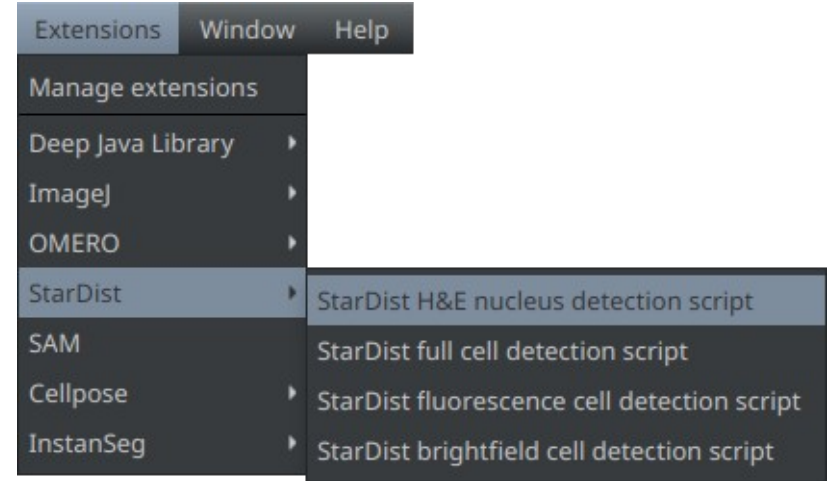 Extensions Window Help
Manage extensions
Deep Java Library
ImageJ
OMERO
StarDist
SAM
Cellpose
InstanSeg
StarDist H&E nucleus detection script
StarDist full cell detection script
StarDist fluorescence cell detection script
StarDist brightfield cell detection script